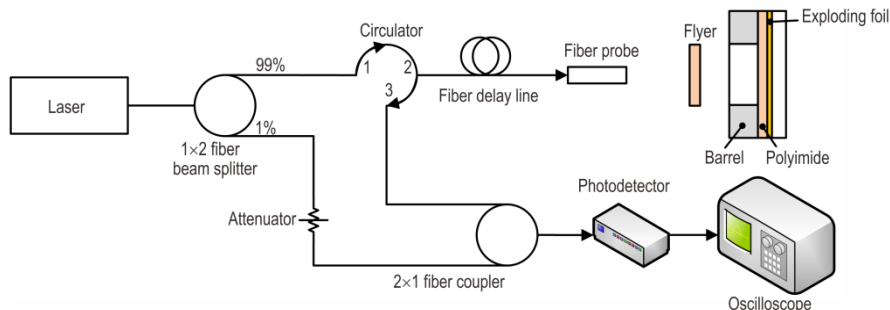 Circulator
Exploding foil
Flyer
99%
1
2
Fiber probe
Laser
3
Fiber delay line
1%
1×2 fiber
beam splitter
Barrel
Polyimide
Photodetector
Attenuator
2×1 fiber coupler
Oscilloscope